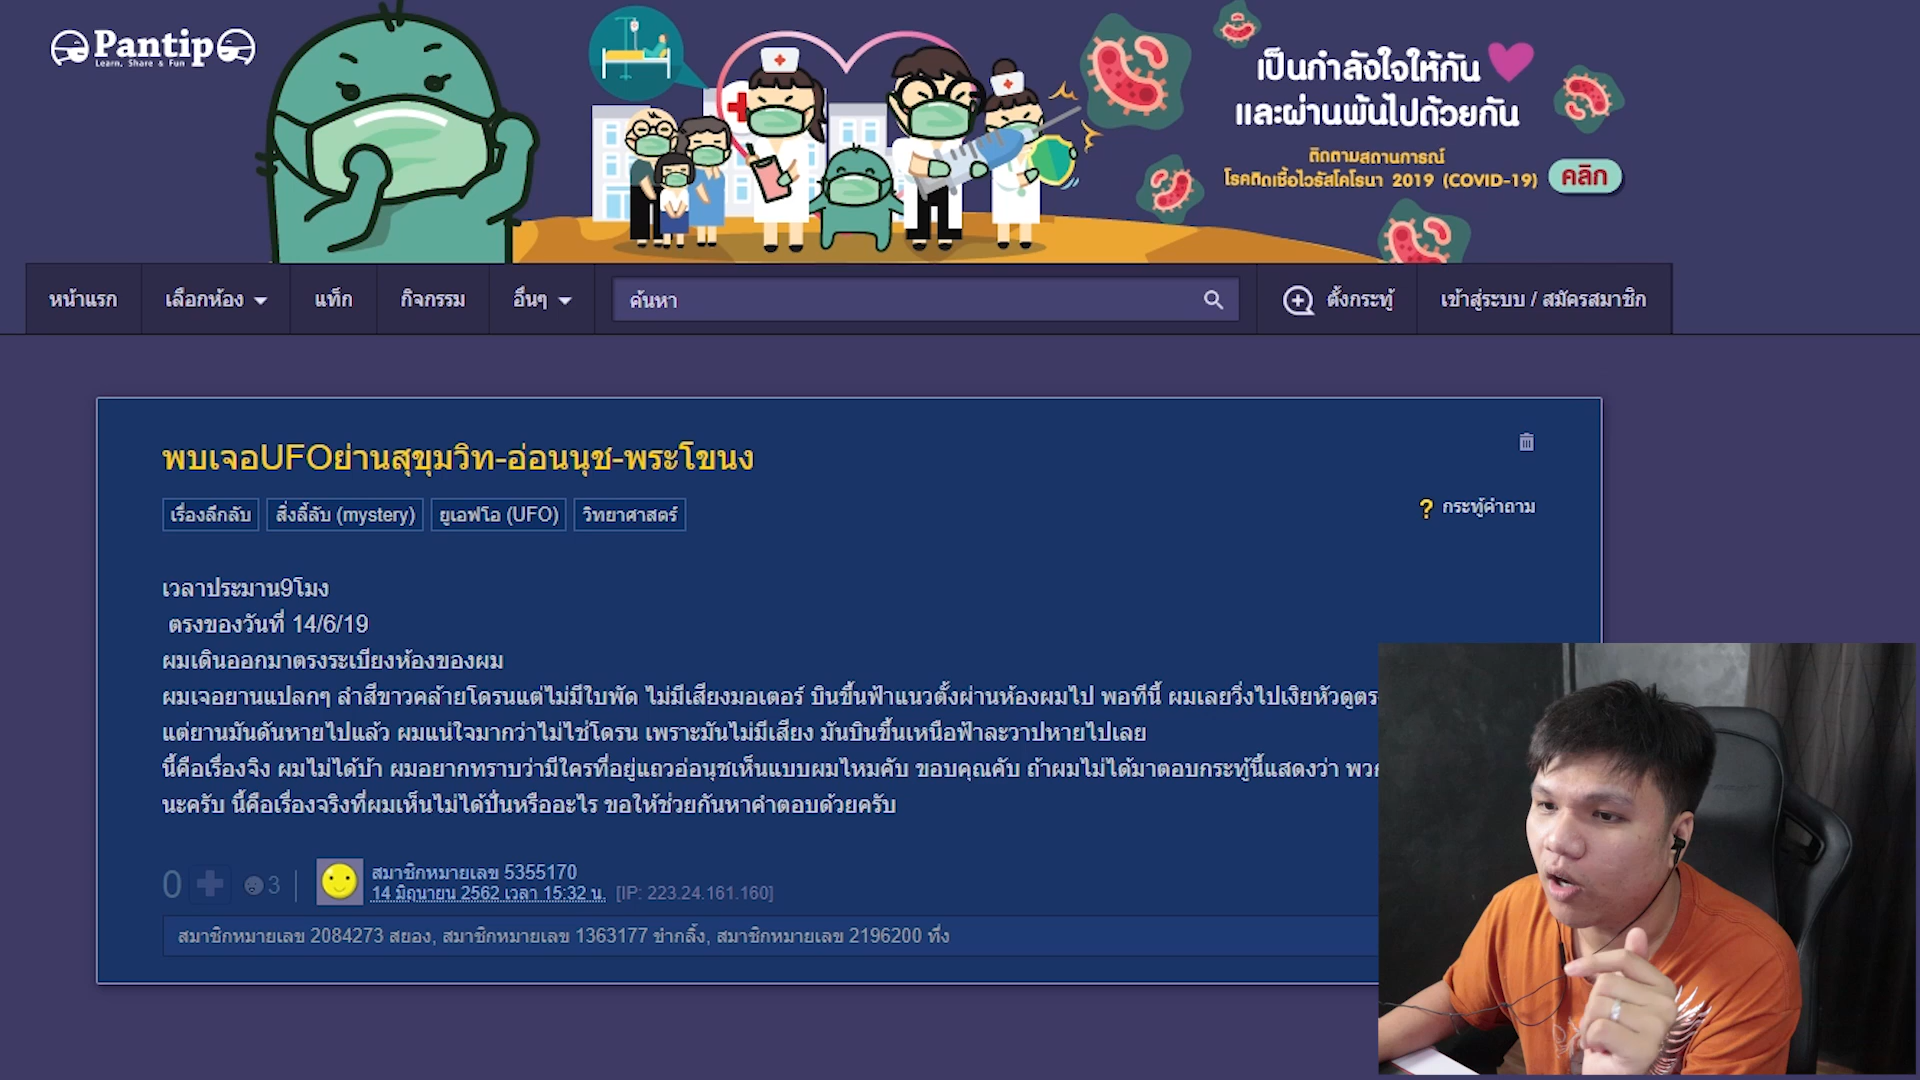 Pantip
Learn, Share & Fun
เป็นกำลังใจให้กัน
และผ่านพ้นไปด้วยกัน
ติดตามสถานการณ์
โรคติดเชื้อไวรัสโคโรนา 2019 (COVID-19)
คลิก
หน้าแรก
เลือกห้อง
แท็ก
กิจกรรม
อื่นๆ
ค้นหา
ตั้งกระทู้
เข้าสู่ระบบ / สมัครสมาชิก
พบเจอUFOย่านสุขุมวิท-อ่อนนุช-พระโขนง
เรื่องลึกลับ
สิ่งลี้ลับ (mystery)
ยูเอฟโอ (UFO)
วิทยาศาสตร์
? กระทู้คำถาม
เวลาประมาน9โมง
ตรงของวันที่ 14/6/19
ผมเดินออกมาตรงระเบียงห้องของผม
ผมเจอยานแปลกๆ ลำสีขาวคล้ายโดรนแต่ไม่มีใบพัด ไม่มีเสียงมอเตอร์ บินขึ้นฟ้าแนวตั้งผ่านห้องผมไป พอทีนี้ ผมเลยวิ่งไปเงิยหัวดูตร
แต่ยานมันดันหายไปแล้ว ผมแน่ใจมากว่าไม่ไช่โดรน เพราะมันไม่มีเสียง มันบินขึ้นเหนือฟ้าละวาปหายไปเลย
นี้คือเรื่องจิง ผมไม่ได้บ้า ผมอยากทราบว่ามีใครที่อยู่แถวอ่อนุชเห็นแบบผมไหมคับ ขอบคุณคับ ถ้าผมไม่ได้มาตอบกระทู้นี้แสดงว่า พวก
นะครับ นี้คือเรื่องจริงที่ผมเห็นไม่ได้ปั่นหรืออะไร ขอให้ช่วยกันหาคำตอบด้วยครับ
0
3
สมาชิกหมายเลข 5355170
14 มิถุนายน 2562 เวลา 15:32 น. [IP: 223.24.161.160]
สมาชิกหมายเลข 2084273 สยอง, สมาชิกหมายเลข 1363177 ขำกลิ้ง, สมาชิกหมายเลข 2196200 ทึ่ง